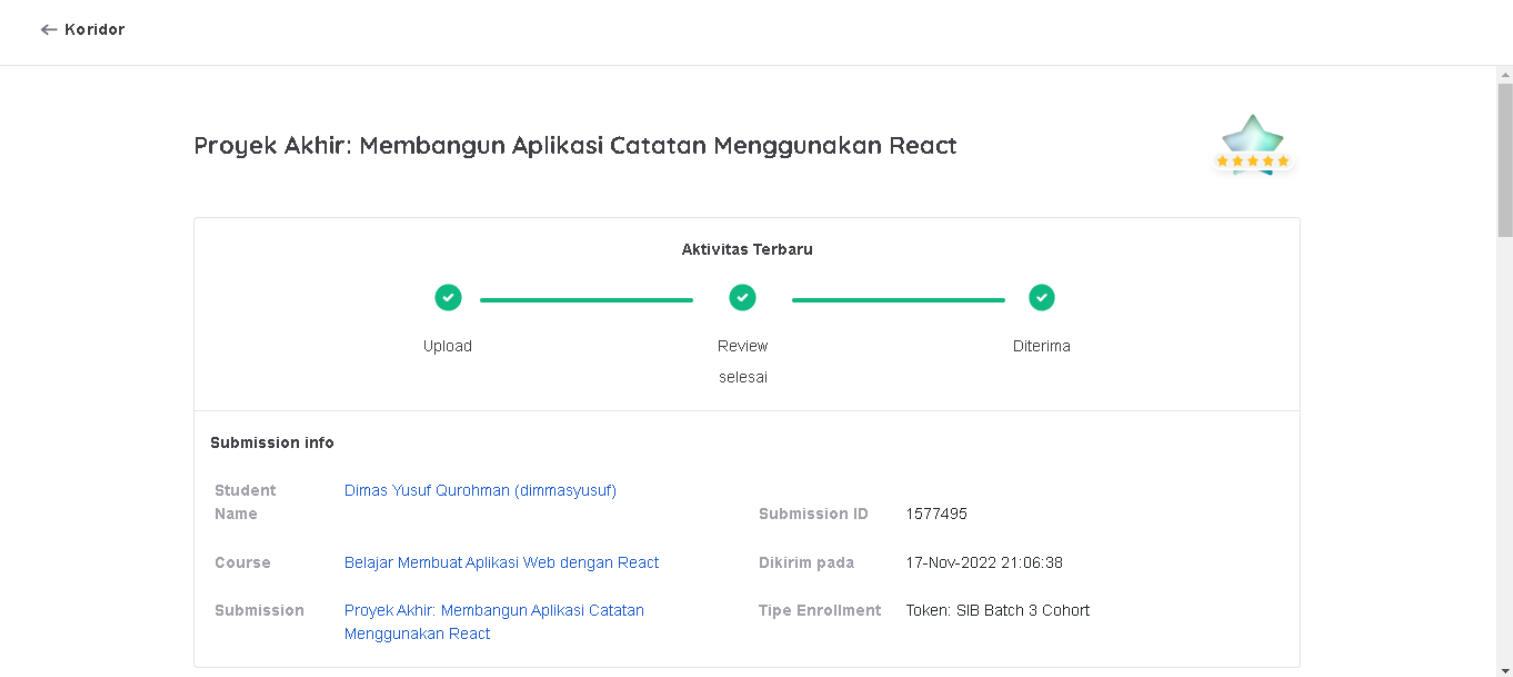 ← Koridor
Proyek Akhir: Membangun Aplikasi Catatan Menggunakan React
Aktivitas Terbaru
Upload
Review
selesai
Diterima
Submission info
Student
Name
Dimas Yusuf Qurohman (dimmasyusuf)
Submission ID
1577495
Course
Belajar Membuat Aplikasi Web dengan React
Dikirim pada
17-Nov-2022 21:06:38
Submission
Proyek Akhir: Membangun Aplikasi Catatan
Menggunakan React
Tipe Enrollment
Token: SIB Batch 3 Cohort